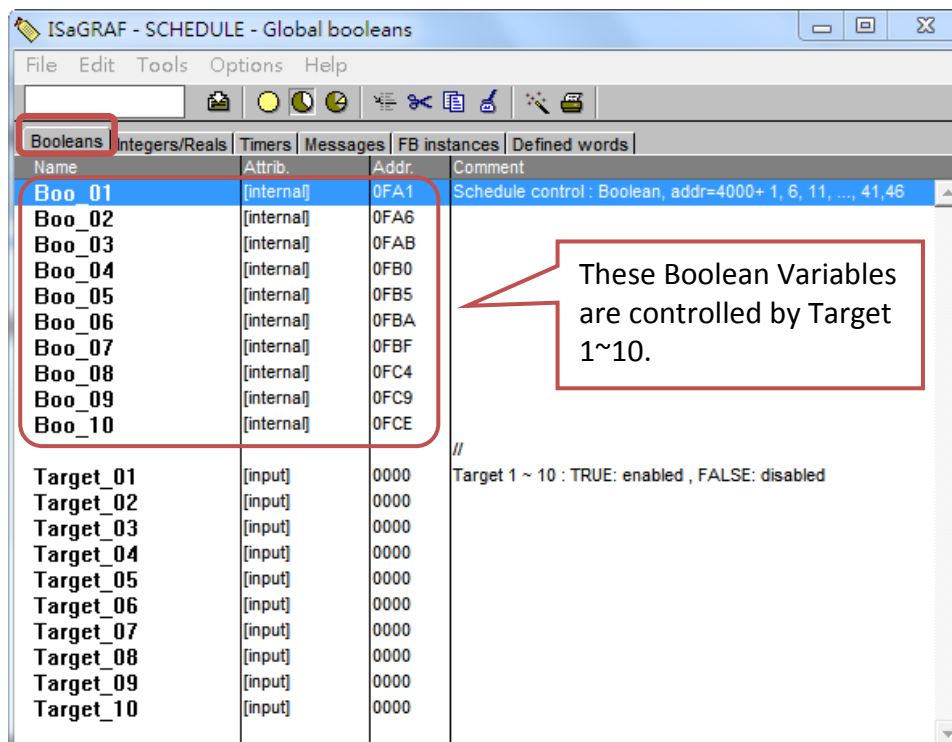 ISaGRAF - SCHEDULE - Global booleans
File Edit Tools Options Help
Booleans Integers/Reals Timers Messages FB instances Defined words
Name Attrib. Addr. Comment
Boo_01 [internal] 0FA1 Schedule control : Boolean, addr=4000+ 1, 6, 11, ..., 41,46
Boo_02 [internal] 0FA6
Boo_03 [internal] 0FAB
Boo_04 [internal] 0FB0
Boo_05 [internal] 0FB5
Boo_06 [internal] 0FBA
Boo_07 [internal] 0FBF
Boo_08 [internal] 0FC4
Boo_09 [internal] 0FC9
Boo_10 [internal] 0FCE
These Boolean Variables
are controlled by Target
1~10.
//
Target_01 [input] 0000 Target 1 ~ 10 : TRUE: enabled , FALSE: disabled
Target_02 [input] 0000
Target_03 [input] 0000
Target_04 [input] 0000
Target_05 [input] 0000
Target_06 [input] 0000
Target_07 [input] 0000
Target_08 [input] 0000
Target_09 [input] 0000
Target_10 [input] 0000